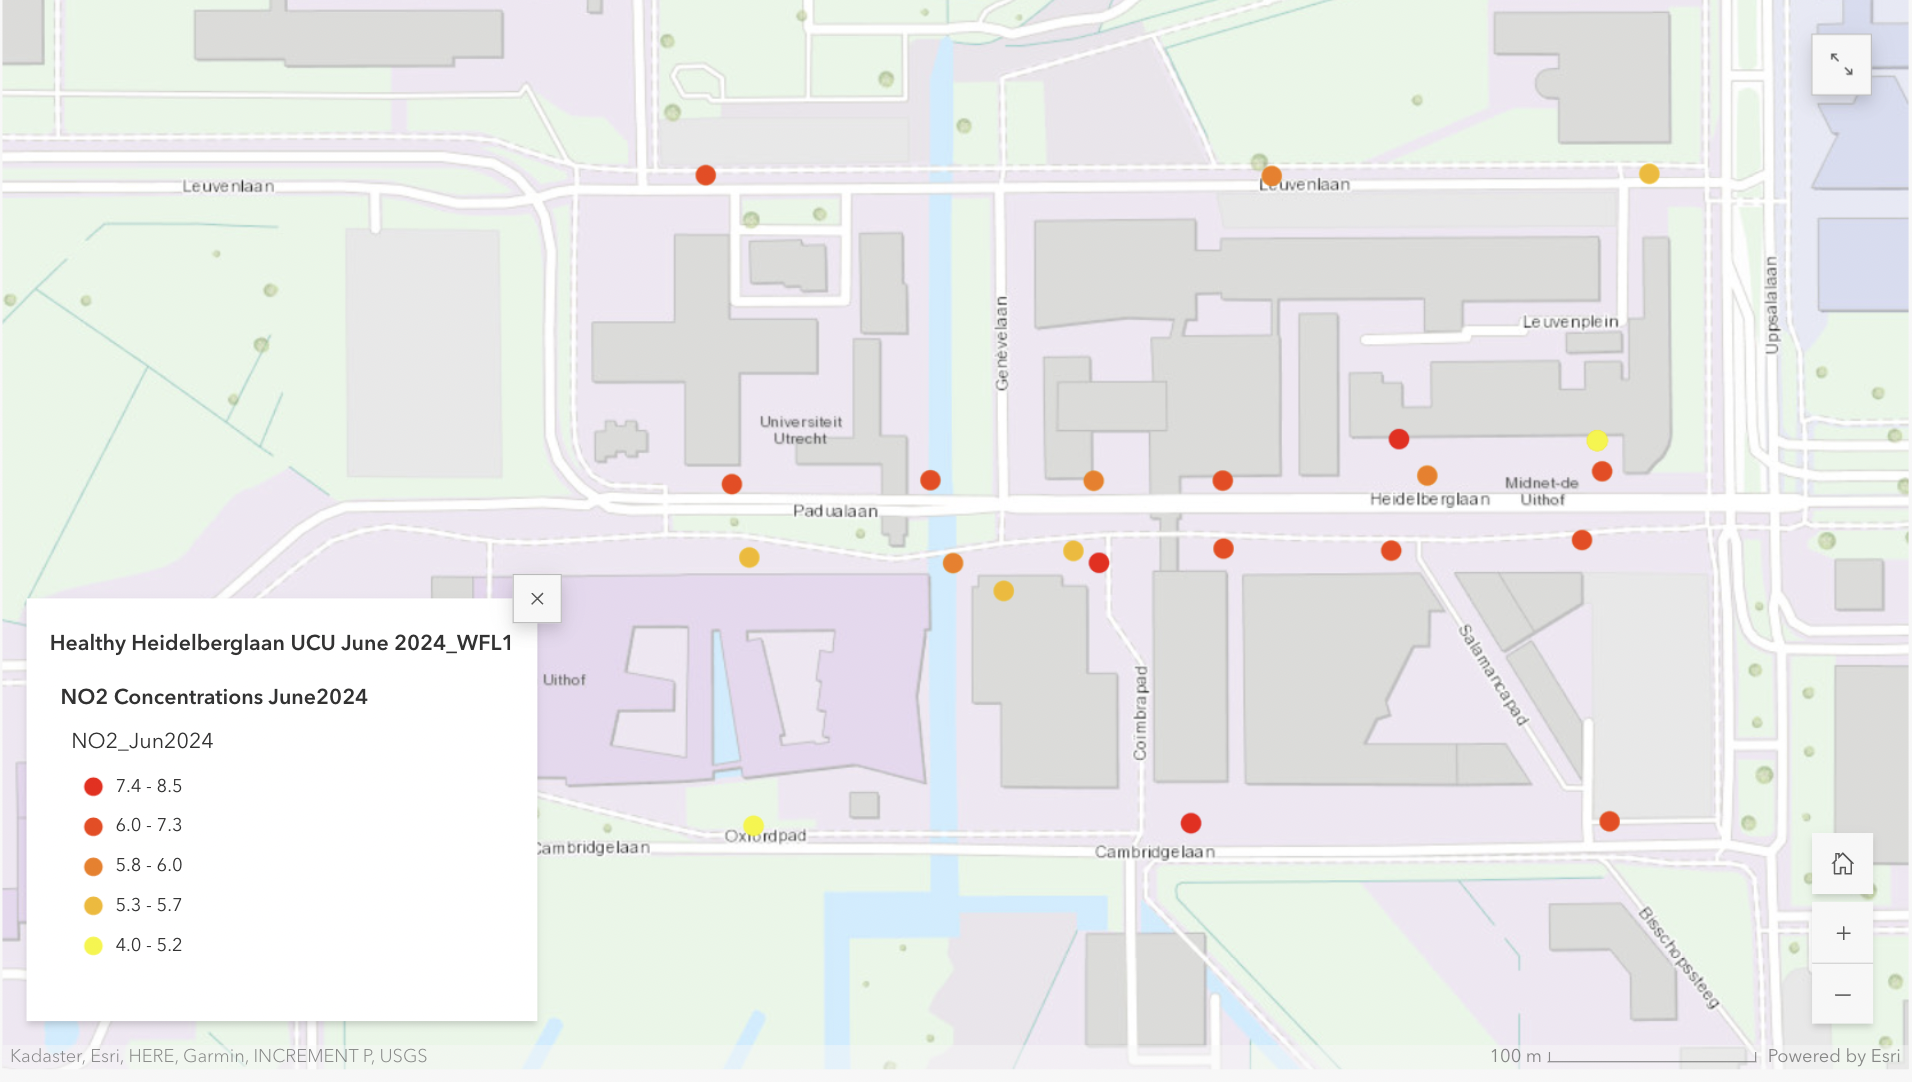 Leuvenlaan
Leuvenlaan
Genèvelaan
Uppsalalaan
Leuvenplein
Universiteit
Utrecht
Midnet-de
Uithof
Heidelberglaan
Padualaan
Healthy Heidelberglaan UCU June 2024_WFL1
NO2 Concentrations June2024
NO2_Jun2024
7.4 - 8.5
6.0 - 7.3
5.8 - 6.0
5.3 - 5.7
4.0 - 5.2
Uithof
Coimbrapad
Salamancapad
Oxfordpad
Cambridgelaan
Cambridgelaan
Bisschopssteeg
Kadaster, Esri, HERE, Garmin, INCREMENT P, USGS
100 m
Powered by Esri